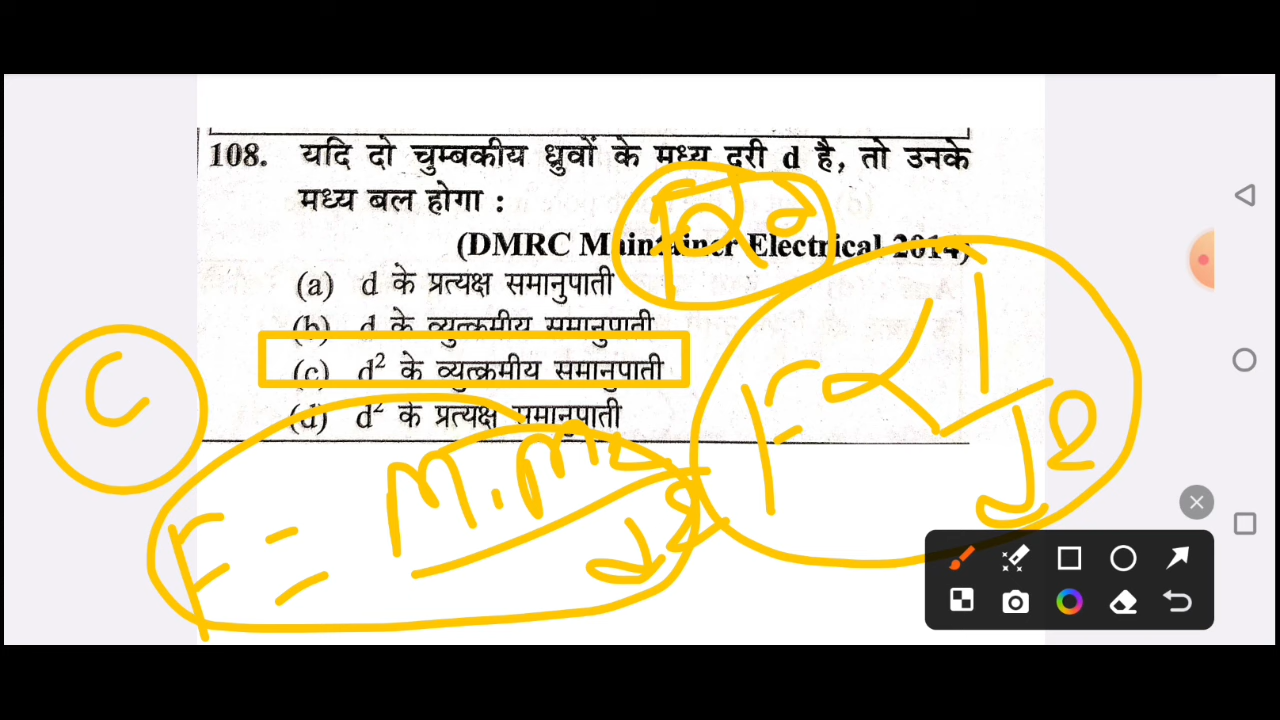 108. यदि दो चुम्बकीय ध्रुवों के मध्य दूरी d है, तो उनके
मध्य बल होगा :
(DMRC Maintainer Electrical 2014)
(a) d के प्रत्यक्ष समानुपाती
(b) d के व्युत्क्रमीय समानुपाती
(c) d² के व्युत्क्रमीय समानुपाती
(d) d² के प्रत्यक्ष समानुपाती
C
F ∝ 1/d²